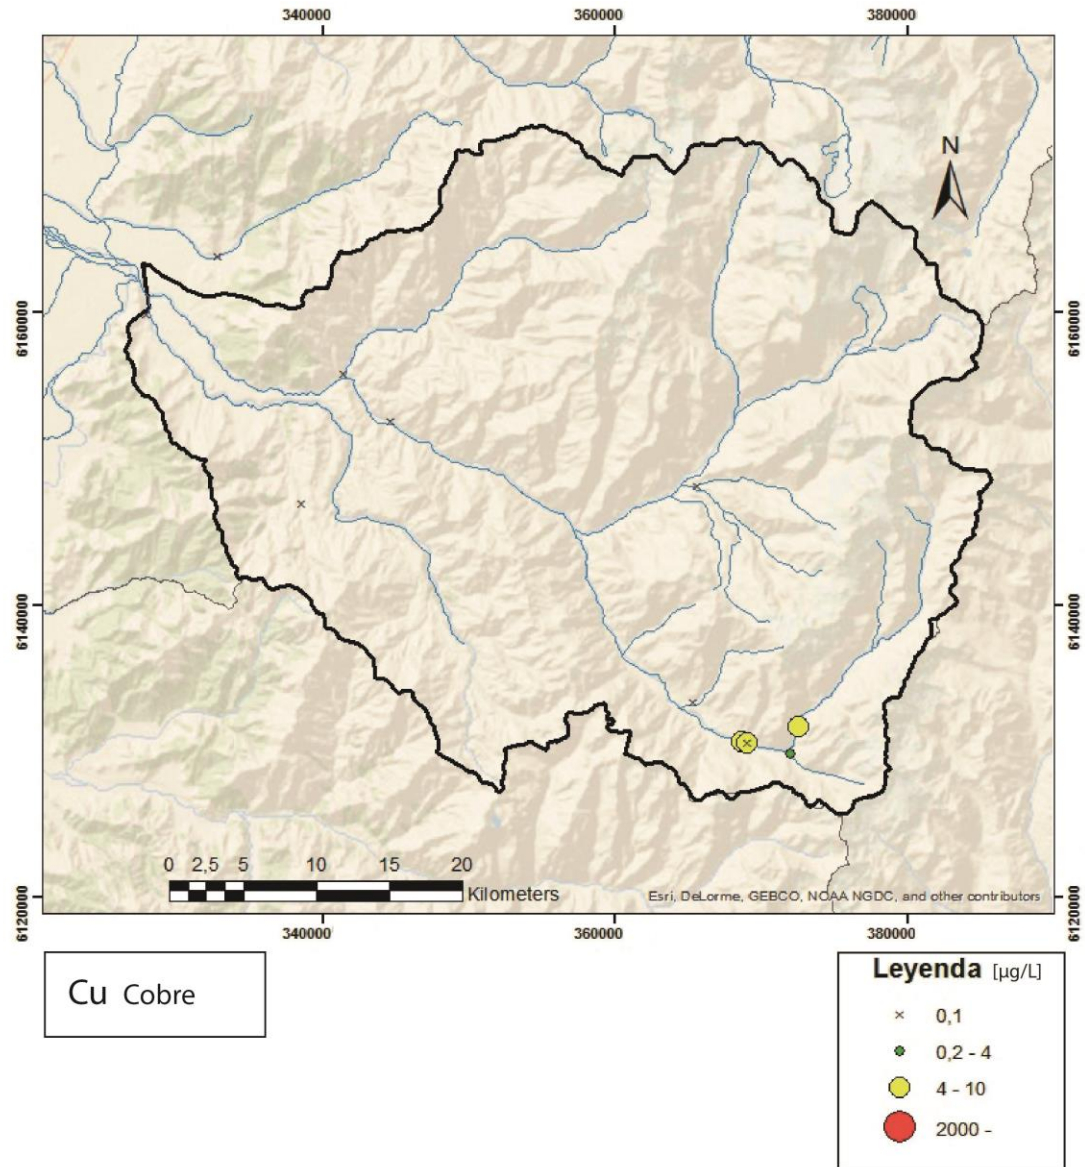 340000 360000 380000
N
6160000 6160000
6140000 6140000
0 2,5 5 10 15 20
Kilometers
Esri, DeLorme, GEBCO, NOAA NGDC, and other contributors
6120000 6120000
340000 360000 380000
Cu Cobre
Leyenda [µg/L]
0,1
0,2 - 4
4 - 10
2000 -